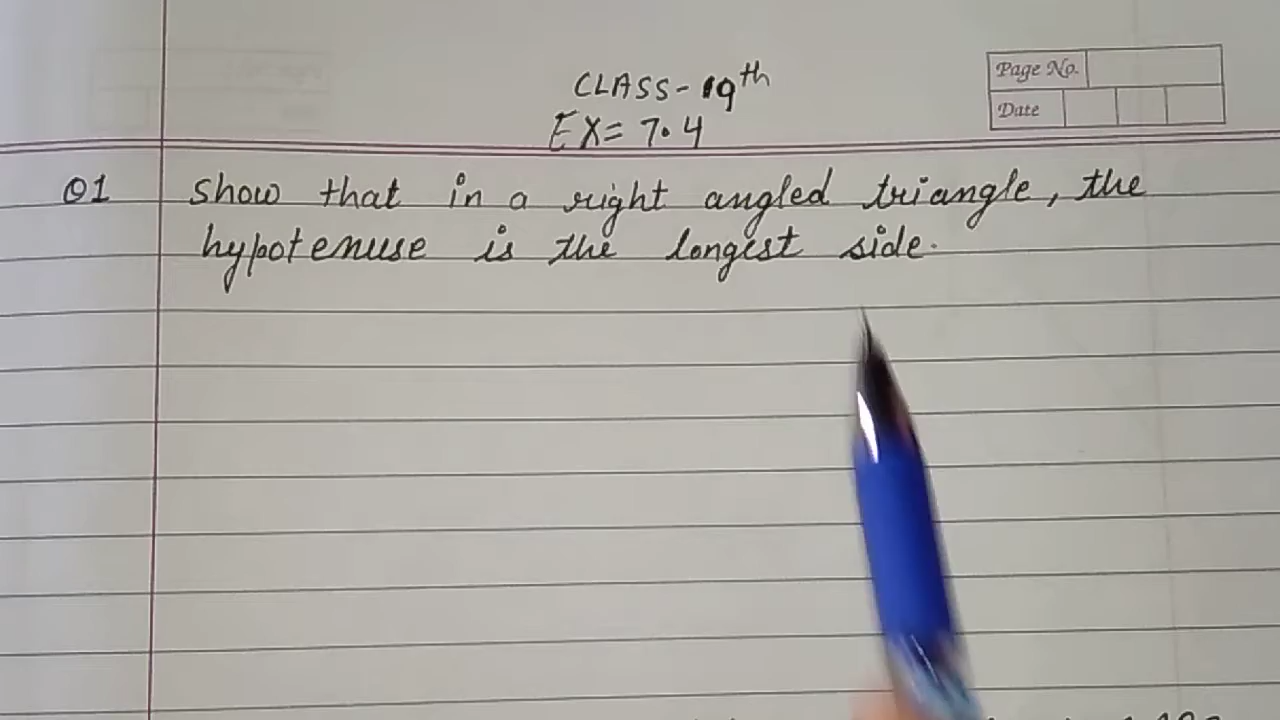 CLASS-19th
EX=7.4
Page No.
Date
Q1 Show that in a right angled triangle, the
hypotenuse is the longest side.